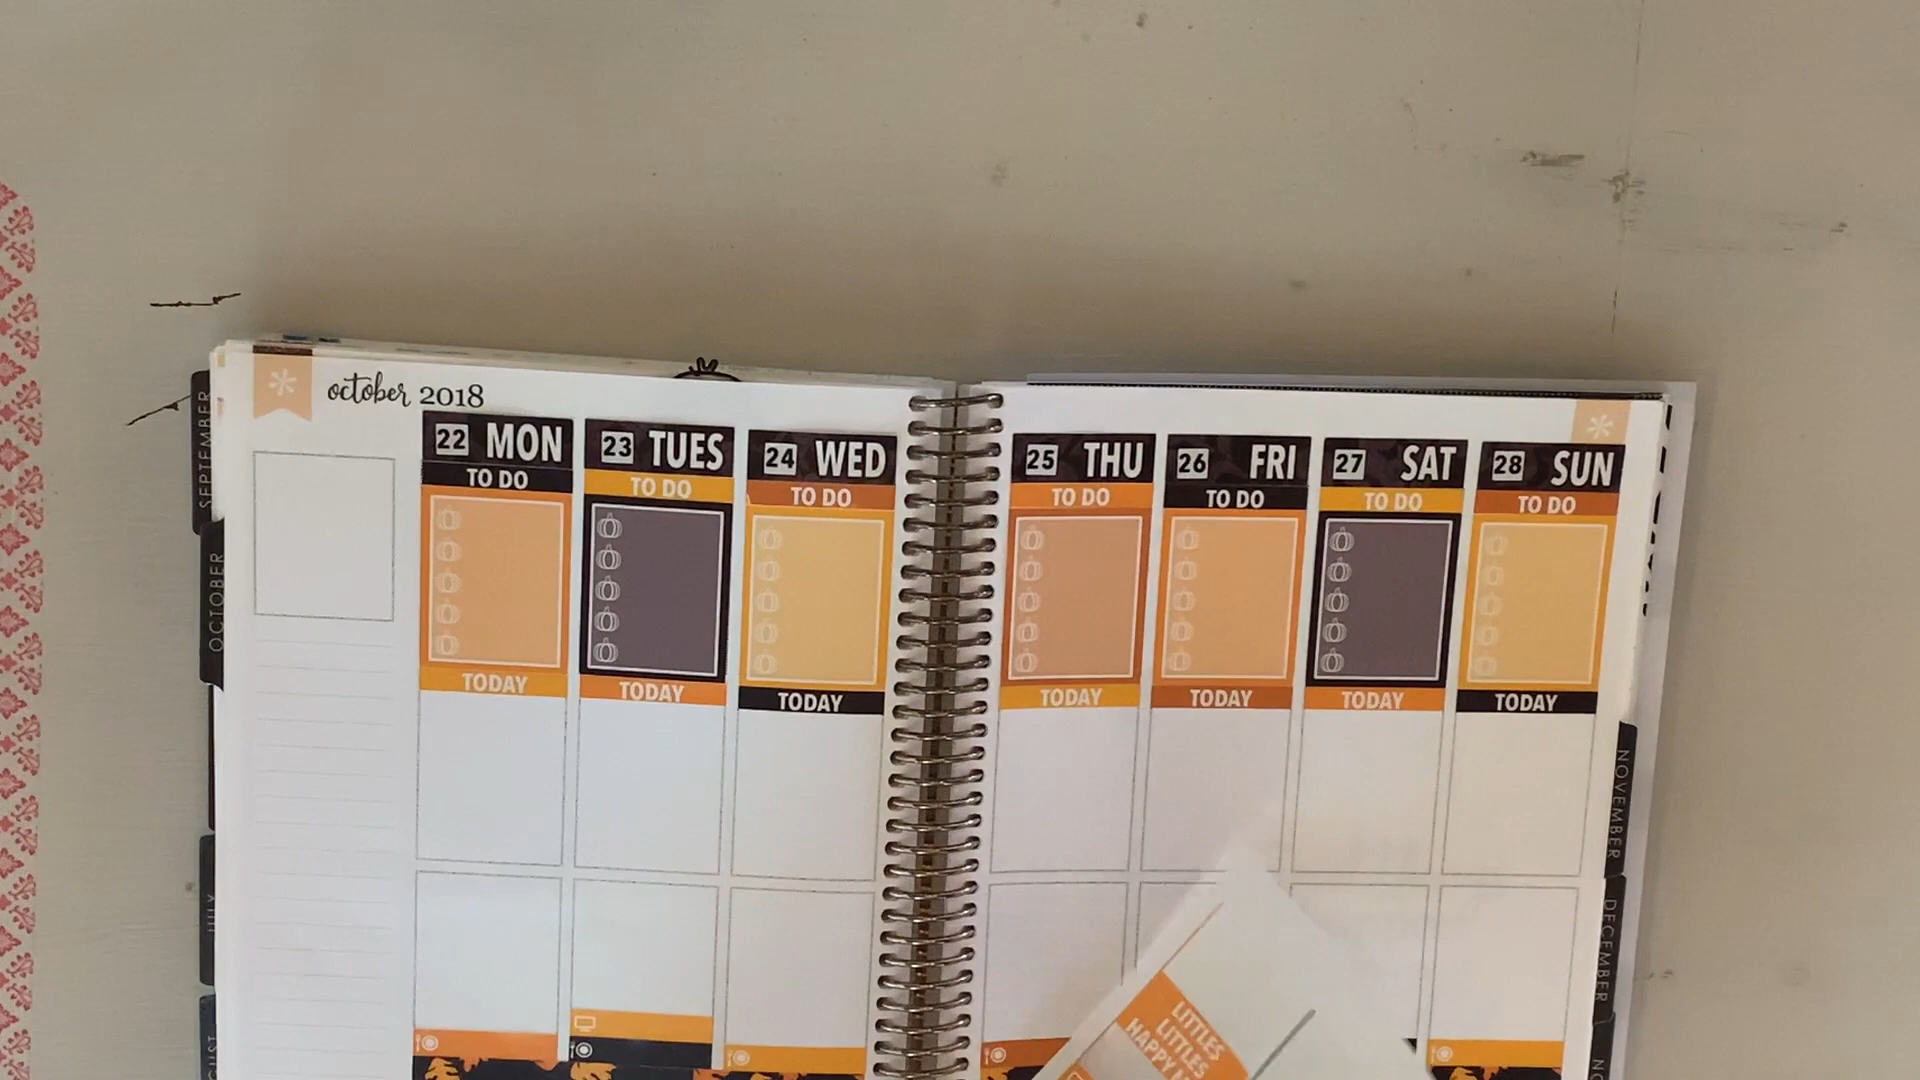 october 2018
22 MON
23 TUES
24 WED
25 THU
26 FRI
27 SAT
28 SUN
TO DO
TO DO
TO DO
TO DO
TO DO
TO DO
TO DO
TODAY
TODAY
TODAY
TODAY
TODAY
TODAY
TODAY
SEPTEMBER
OCTOBER
JULY
NOVEMBER
DECEMBER
LITTLES
LITTLES
HAPPY